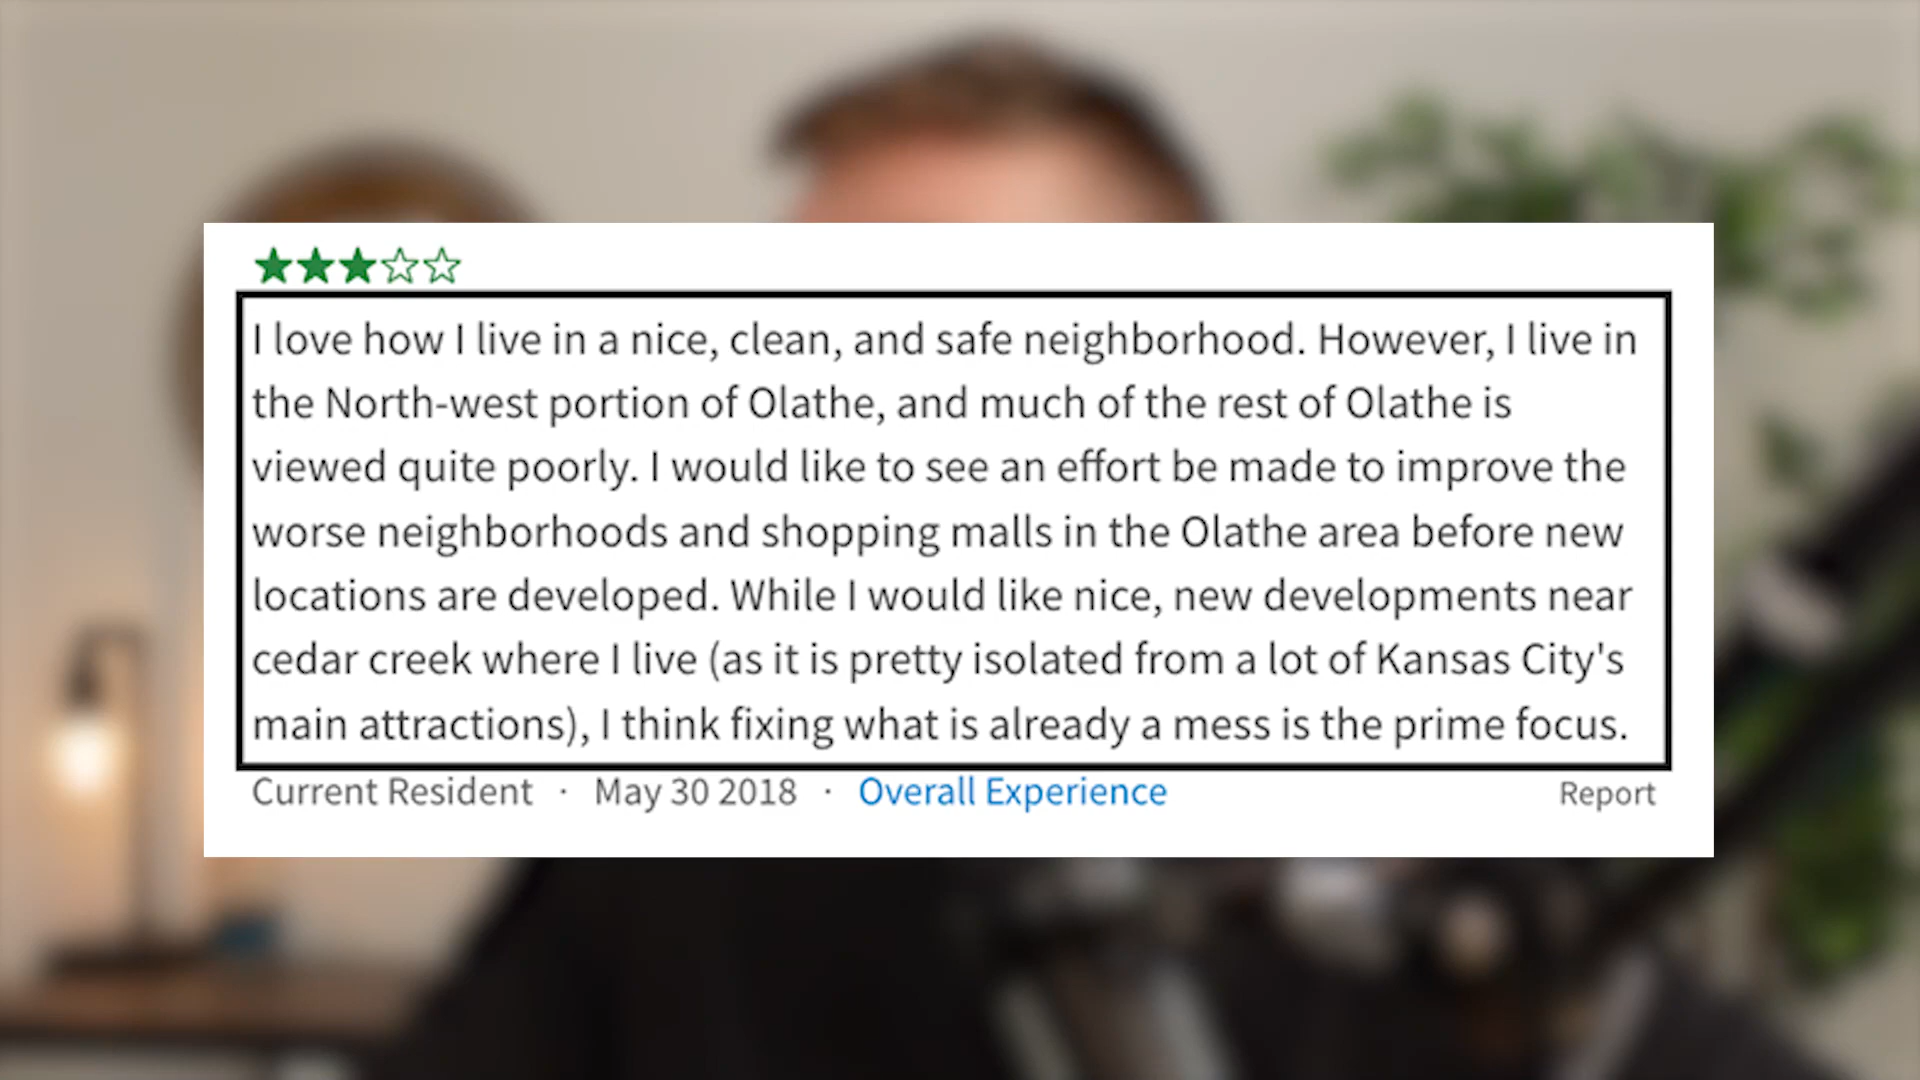 I love how I live in a nice, clean, and safe neighborhood. However, I live in
the North-west portion of Olathe, and much of the rest of Olathe is
viewed quite poorly. I would like to see an effort be made to improve the
worse neighborhoods and shopping malls in the Olathe area before new
locations are developed. While I would like nice, new developments near
cedar creek where I live (as it is pretty isolated from a lot of Kansas City's
main attractions), I think fixing what is already a mess is the prime focus.
Current Resident · May 30 2018 · Overall Experience Report